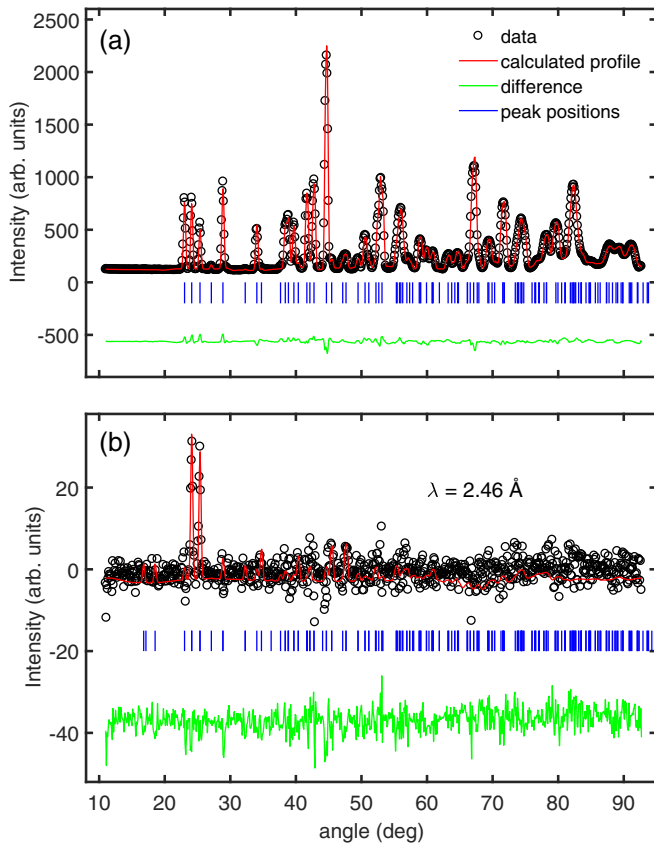 (a)
data
calculated profile
difference
peak positions
2500
2000
1500
1000
500
0
-500
Intensity (arb. units)
(b)
λ = 2.46 Å
20
0
-20
-40
Intensity (arb. units)
10 20 30 40 50 60 70 80 90
angle (deg)